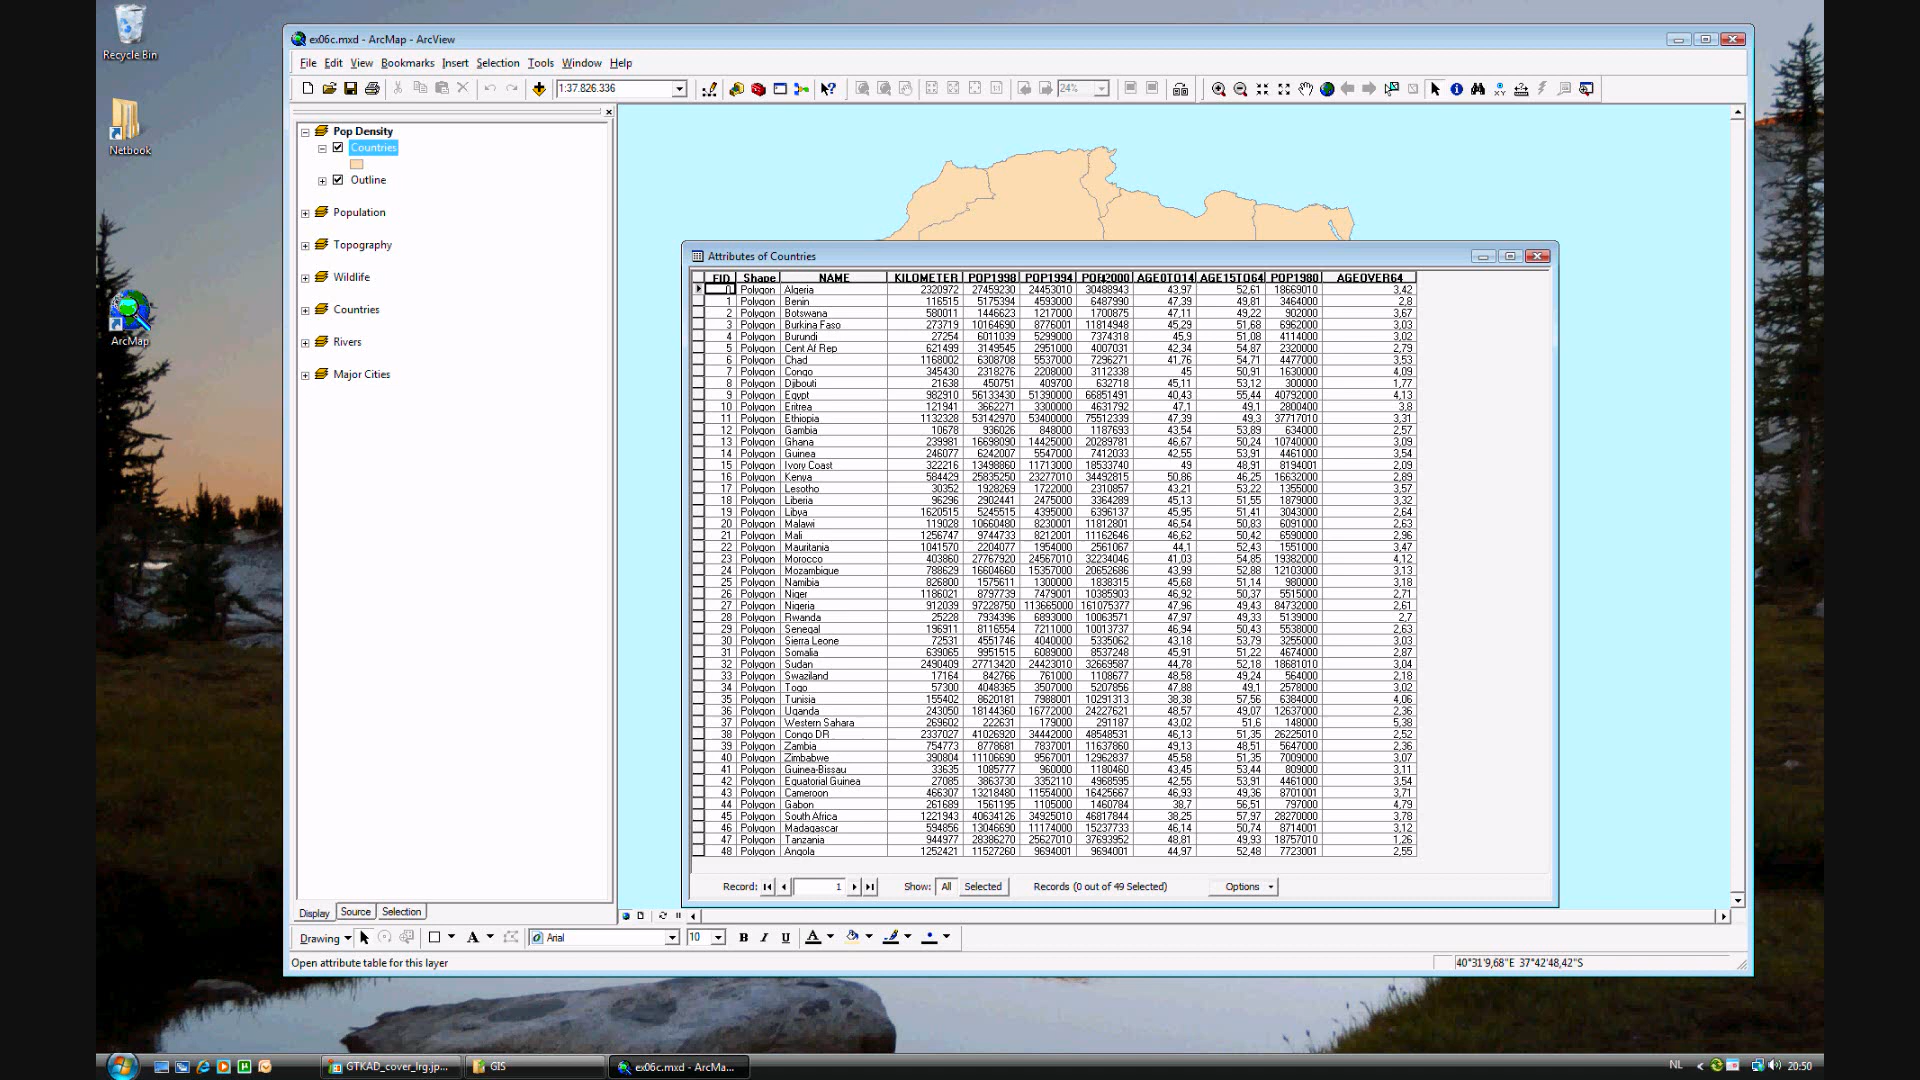 Recycle Bin
Netbook
ArcMap
ex06c.mxd - ArcMap - ArcView
File Edit View Bookmarks Insert Selection Tools Window Help
1:37.826.336
24%
Pop Density
Countries
Outline
Population
Topography
Wildlife
Countries
Rivers
Major Cities
Attributes of Countries
FID Shape NAME KILOMETER POP1998 POP1994 POP2000 AGE0TO14 AGE15TO64 POP1980 AGEOVER64
0 Polygon Algeria 2320972 27459230 24453010 30488943 43,97 52,61 18669010 3,42
1 Polygon Benin 116515 5175394 4593000 6487990 47,39 49,81 3464000 2,8
2 Polygon Botswana 580011 1446623 1217000 1700875 47,11 49,22 902000 3,67
3 Polygon Burkina Faso 273719 10164690 8776001 11814948 45,29 51,68 6962000 3,03
4 Polygon Burundi 27254 6011039 5299000 7374318 45,9 51,08 4114000 3,02
5 Polygon Cent Af Rep 621499 3149545 2951000 4007031 42,34 54,87 2320000 2,79
6 Polygon Chad 1168002 6308708 5537000 7296271 41,76 54,71 4477000 3,53
7 Polygon Congo 345430 2318276 2208000 3112338 45 50,91 1630000 4,09
8 Polygon Djibouti 21638 450751 409700 632718 45,11 53,12 300000 1,77
9 Polygon Egypt 982910 56133430 51390000 66851491 40,43 55,44 40792000 4,13
10 Polygon Eritrea 121941 3662271 3300000 4631792 47,1 49,1 2800400 3,8
11 Polygon Ethiopia 1132328 53142970 53400000 75512339 47,39 49,3 37717010 3,31
12 Polygon Gambia 10678 936026 848000 1187693 43,54 53,89 634000 2,57
13 Polygon Ghana 239981 16698090 14425000 20289781 46,67 50,24 10740000 3,09
14 Polygon Guinea 246077 6242007 5547000 7412033 42,55 53,91 4461000 3,54
15 Polygon Ivory Coast 322216 13498860 11713000 18533740 49 48,91 8194001 2,09
16 Polygon Kenya 584429 25835250 23277010 34492815 50,86 46,25 16632000 2,89
17 Polygon Lesotho 30352 1928269 1722000 2310857 43,21 53,22 1355000 3,57
18 Polygon Liberia 96296 2902441 2475000 3364289 45,13 51,55 1879000 3,32
19 Polygon Libya 1620515 5245515 4395000 6396137 45,95 51,41 3043000 2,64
20 Polygon Malawi 119028 10660480 8230001 11812801 46,54 50,83 6091000 2,63
21 Polygon Mali 1256747 9744733 8212001 11162646 46,62 50,42 6590000 2,96
22 Polygon Mauritania 1041570 2204077 1954000 2561067 44,1 52,43 1551000 3,47
23 Polygon Morocco 403860 27767920 24567010 32234046 41,03 54,85 19382000 4,12
24 Polygon Mozambique 788629 16604660 15357000 20652686 43,99 52,88 12103000 3,13
25 Polygon Namibia 826800 1575611 1300000 1838315 45,68 51,14 980000 3,18
26 Polygon Niger 1186021 8797739 7479001 10385903 46,92 50,37 5515000 2,71
27 Polygon Nigeria 912039 97228750 113665000 161075377 47,96 49,43 84732000 2,61
28 Polygon Rwanda 25228 7934396 6893000 10063571 47,97 49,33 5139000 2,7
29 Polygon Senegal 196911 8116554 7211000 10013737 46,94 50,43 5538000 2,63
30 Polygon Sierra Leone 72531 4551746 4040000 5335062 43,18 53,79 3255000 3,03
31 Polygon Somalia 639065 9951515 6089000 8537248 45,91 51,22 4674000 2,87
32 Polygon Sudan 2490409 27713420 24423010 32669587 44,78 52,18 18681010 3,04
33 Polygon Swaziland 17164 842766 761000 1108677 48,58 49,24 564000 2,18
34 Polygon Togo 57300 4048365 3507000 5207856 47,88 49,1 2578000 3,02
35 Polygon Tunisia 155402 8620181 7988001 10291313 38,38 57,56 6384000 4,06
36 Polygon Uganda 243050 18144360 16772000 24227621 48,57 49,07 12637000 2,36
37 Polygon Western Sahara 269602 222631 179000 291187 43,02 51,6 148000 5,38
38 Polygon Congo DR 2337027 41026920 34442000 48548531 46,13 51,35 26225010 2,52
39 Polygon Zambia 754773 8778681 7837001 11637860 49,13 48,51 5647000 2,36
40 Polygon Zimbabwe 390804 11106690 9567001 12962837 45,58 51,35 7009000 3,07
41 Polygon Guinea-Bissau 33635 1085777 960000 1180460 43,45 53,44 809000 3,11
42 Polygon Equatorial Guinea 27085 3863730 3352110 4968595 42,55 53,91 4461000 3,54
43 Polygon Cameroon 466307 13218480 11554000 16425667 46,93 49,36 8701001 3,71
44 Polygon Gabon 261689 1561195 1105000 1460784 38,7 56,51 797000 4,79
45 Polygon South Africa 1221943 40634126 34925010 46817844 38,25 57,97 28270000 3,78
46 Polygon Madagascar 594856 13046690 11174000 15237733 46,14 50,74 8714001 3,12
47 Polygon Tanzania 944977 28386270 25627010 37693952 48,81 49,93 18757010 1,26
48 Polygon Angola 1252421 11527260 9694001 9694001 44,97 52,48 7723001 2,55
Record: 1 Show: All Selected Records (0 out of 49 Selected) Options
Display Source Selection
Drawing A Arial 10 B I U A
Open attribute table for this layer 40°31'9,68"E 37°42'48,42"S
GTKAD_cover_lrg.jp... GIS ex06c.mxd - ArcMa... NL 20:50